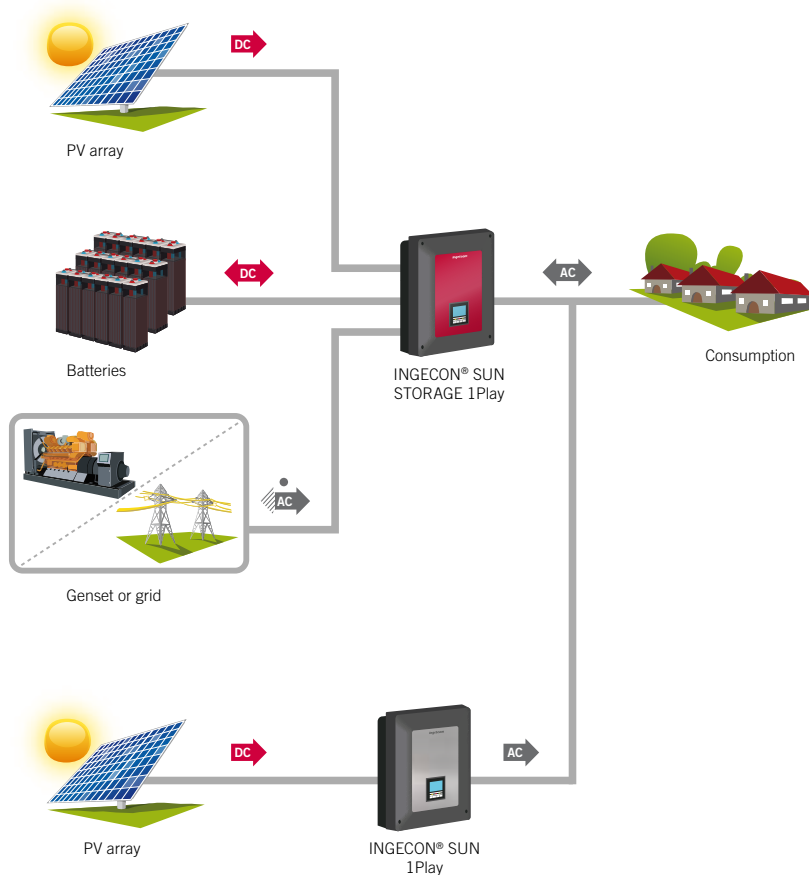 DC
PV array
DC
AC
Batteries
INGECON® SUN
STORAGE 1Play
Consumption
AC
Genset or grid
DC
AC
PV array
INGECON® SUN
1Play